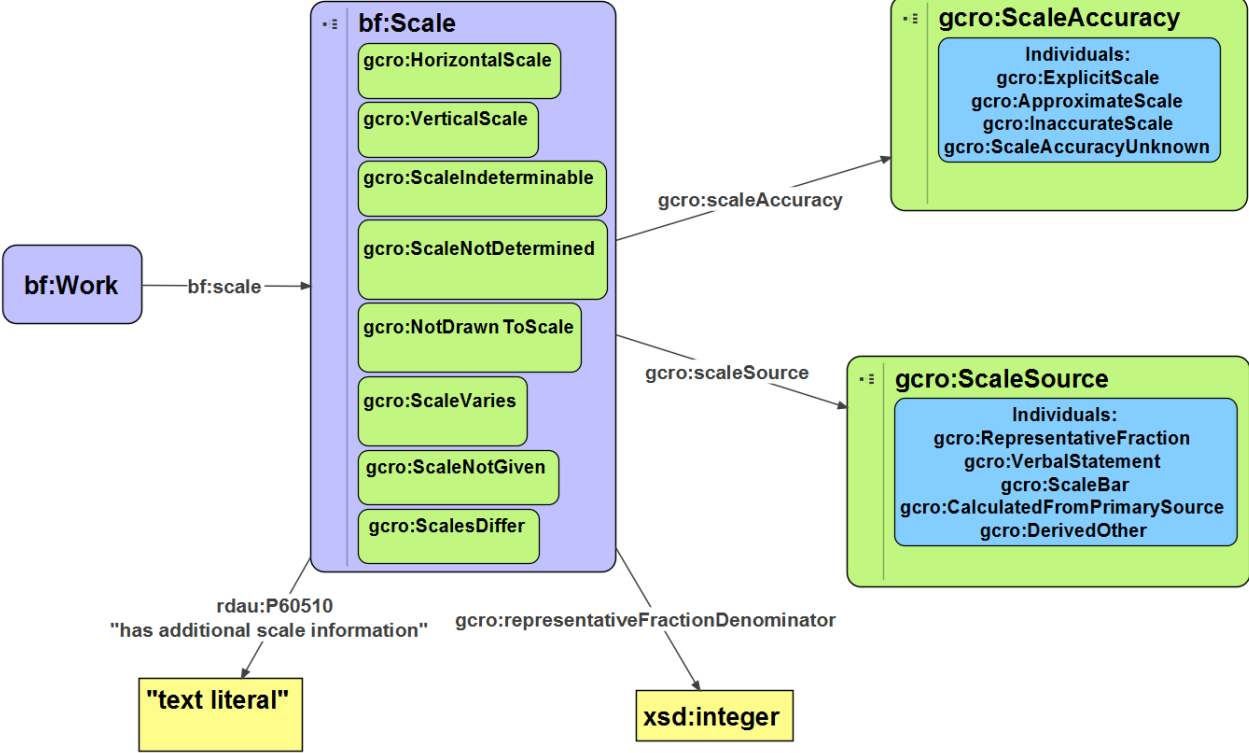 bf:Work
bf:scale
bf:Scale
gcro:HorizontalScale
gcro:VerticalScale
gcro:ScaleIndeterminable
gcro:ScaleNotDetermined
gcro:NotDrawn ToScale
gcro:ScaleVaries
gcro:ScaleNotGiven
gcro:ScalesDiffer
gcro:scaleAccuracy
gcro:ScaleAccuracy
Individuals:
gcro:ExplicitScale
gcro:ApproximateScale
gcro:InaccurateScale
gcro:ScaleAccuracyUnknown
gcro:scaleSource
gcro:ScaleSource
Individuals:
gcro:RepresentativeFraction
gcro:VerbalStatement
gcro:ScaleBar
gcro:CalculatedFromPrimarySource
gcro:DerivedOther
rdau:P60510
"has additional scale information"
"text literal"
gcro:representativeFractionDenominator
xsd:integer